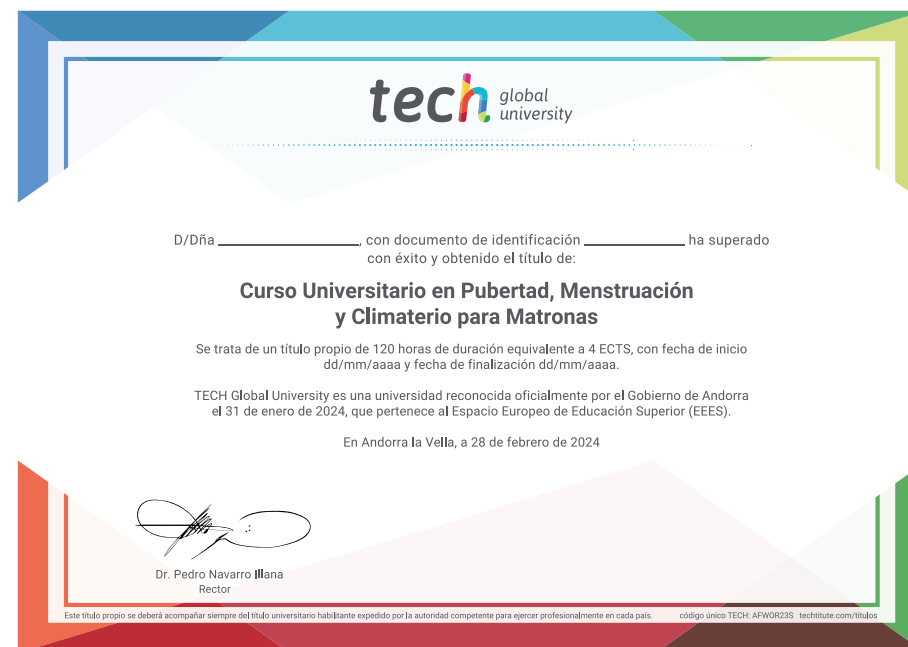 tech global university
D/Dña ____________________, con documento de identificación ______________ ha superado
con éxito y obtenido el título de:
Curso Universitario en Pubertad, Menstruación
y Climaterio para Matronas
Se trata de un título propio de 120 horas de duración equivalente a 4 ECTS, con fecha de inicio
dd/mm/aaaa y fecha de finalización dd/mm/aaaa.
TECH Global University es una universidad reconocida oficialmente por el Gobierno de Andorra
el 31 de enero de 2024, que pertenece al Espacio Europeo de Educación Superior (EEES).
En Andorra la Vella, a 28 de febrero de 2024
Dr. Pedro Navarro Illana
Rector
Este título propio se deberá acompañar siempre del título universitario habilitante expedido por la autoridad competente para ejercer profesionalmente en cada país. código único TECH: AFWOR23S techtitute.com/títulos